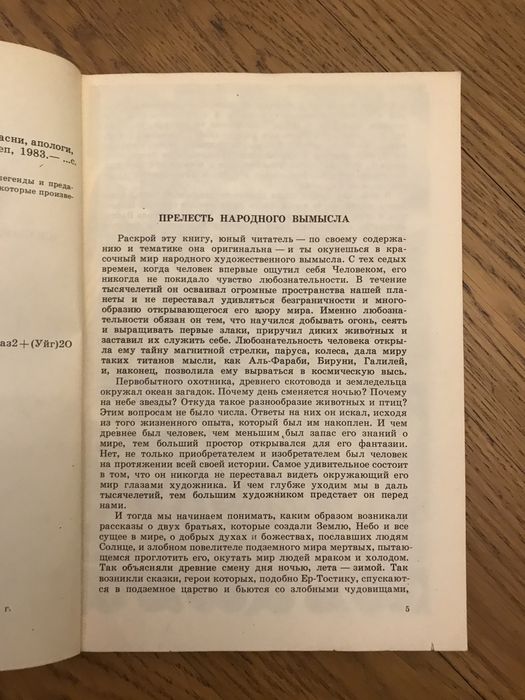 асни, апологи,
еп, 1983.— ...с.
легенды и преда-
которые произве-
аз2+(Уйг)2О
г.
ПРЕЛЕСТЬ НАРОДНОГО ВЫМЫСЛА
Раскрой эту книгу, юный читатель — по своему содержа-
нию и тематике она оригинальна — и ты окунешься в кра-
сочный мир народного художественного вымысла. С тех седых
времен, когда человек впервые ощутил себя Человеком, его
никогда не покидало чувство любознательности. В течение
тысячелетий он осваивал огромные пространства нашей пла-
неты и не переставал удивляться безграничности и много-
образию открывающегося его взору мира. Именно любозна-
тельности обязан он тем, что научился добывать огонь, сеять
и выращивать первые злаки, приручил диких животных и
заставил их служить себе. Любознательность человека откры-
ла ему тайну магнитной стрелки, паруса, колеса, дала миру
таких титанов мысли, как Аль-Фараби, Бируни, Галилей,
и, наконец, позволила ему вырваться в космическую высь.
Первобытного охотника, древнего скотовода и земледельца
окружал океан загадок. Почему день сменяется ночью? Почему
на небе звезды? Откуда такое разнообразие животных и птиц?
Этим вопросам не было числа. Ответы на них он искал, исходя
из того жизненного опыта, который был им накоплен. И чем
древнее был человек, чем меньшим был запас его знаний о
мире, тем больший простор открывался для его фантазии.
Нет, не только приобретателем и изобретателем был человек
на протяжении всей своей истории. Самое удивительное состоит
в том, что он никогда не переставал видеть окружающий его
мир глазами художника. И чем глубже уходим мы в даль
тысячелетий, тем большим художником предстает он перед
нами.
И тогда мы начинаем понимать, каким образом возникали
рассказы о двух братьях, которые создали Землю, Небо и все
сущее в мире, о добрых духах и божествах, пославших людям
Солнце, и злобном повелителе подземного мира мертвых, пытаю-
щемся проглотить его, окутать мир людей мраком и холодом.
Так объясняли древние смену дня ночью, лета — зимой. Так
возникли сказки, герои которых, подобно Ер-Тостику, спускают-
ся в подземное царство и бьются со злобными чудовищами,
5